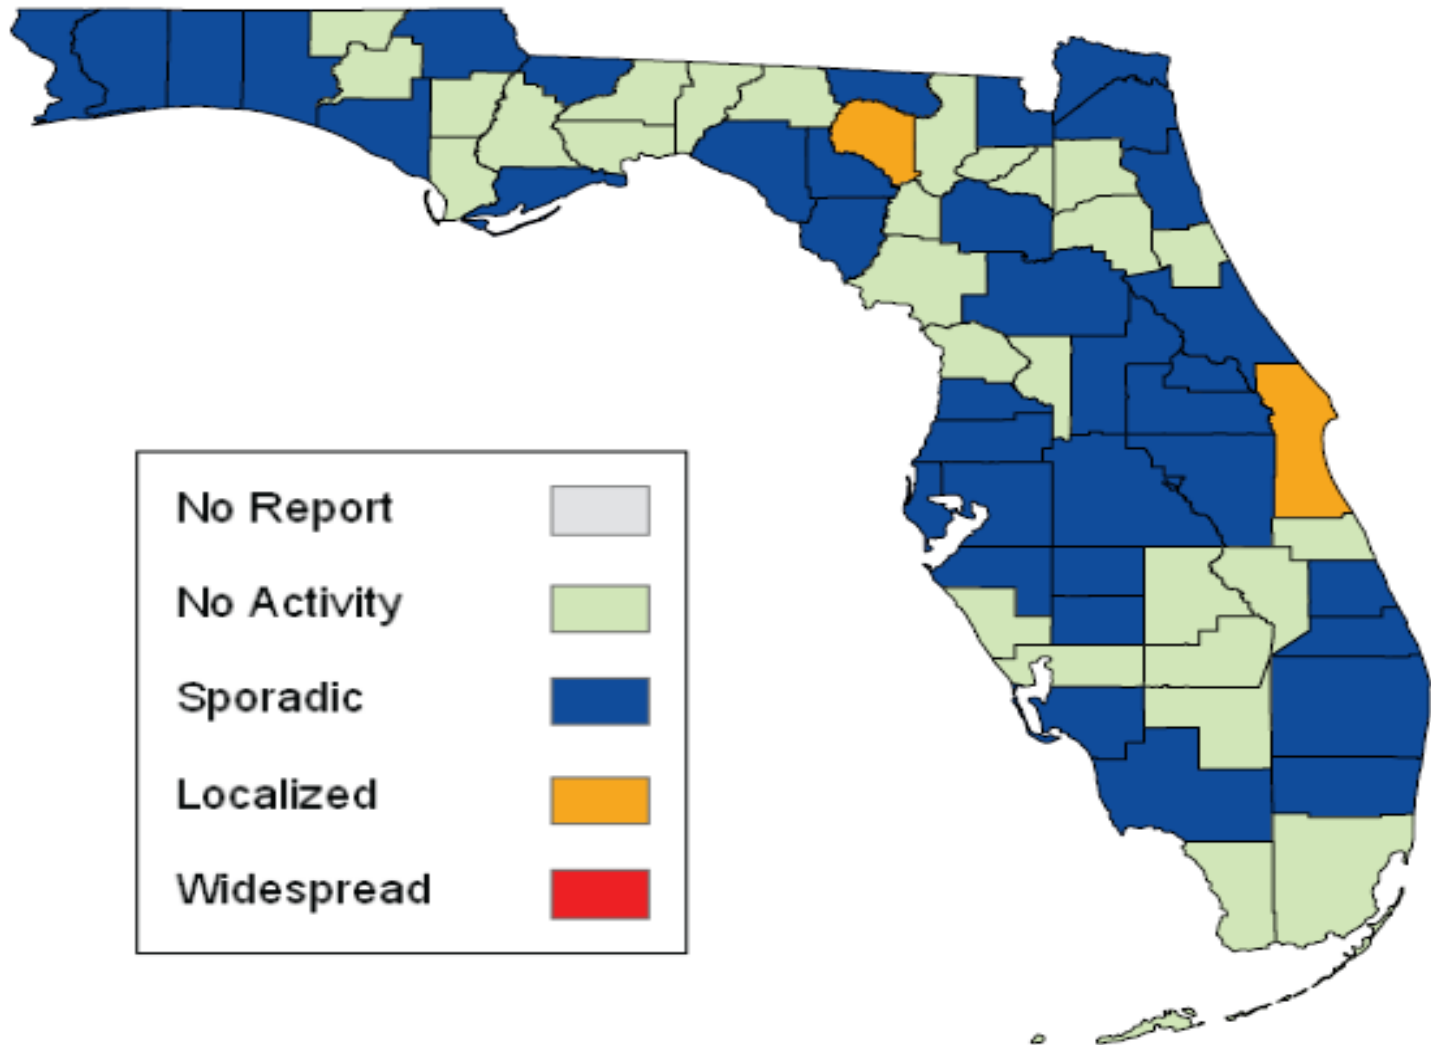 No Report
No Activity
Sporadic
Localized
Widespread